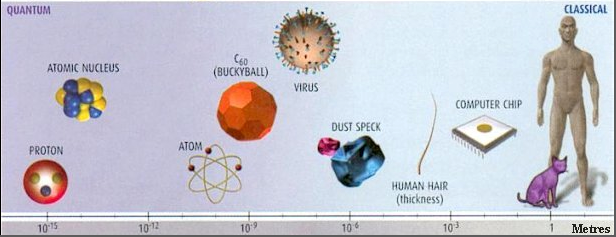 QUANTUM
CLASSICAL
ATOMIC NUCLEUS
C₆₀
(BUCKYBALL)
VIRUS
PROTON
ATOM
DUST SPECK
HUMAN HAIR
(thickness)
COMPUTER CHIP
10⁻¹⁵
10⁻¹²
10⁻⁹
10⁻⁶
10⁻³
1
Metres